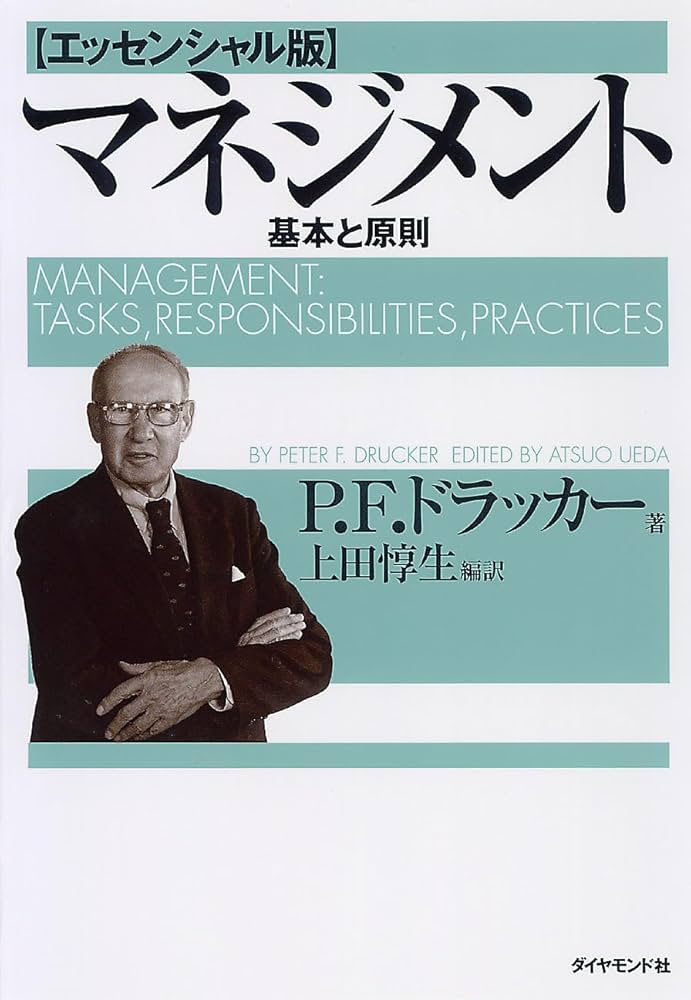 【エッセンシャル版】
マネジメント
基本と原則
MANAGEMENT:
TASKS,RESPONSIBILITIES,PRACTICES
BY PETER F. DRUCKER EDITED BY ATSUO UEDA
P.F.ドラッカー著
上田惇生編訳
ダイヤモンド社